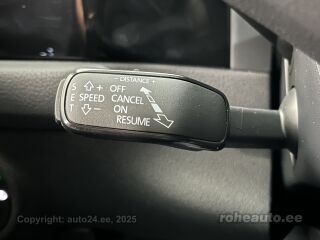 - DISTANCE +
S + OFF
E SPEED CANCEL
T - ON
RESUME
Copyright: auto24.ee, 2025
roheauto.ee